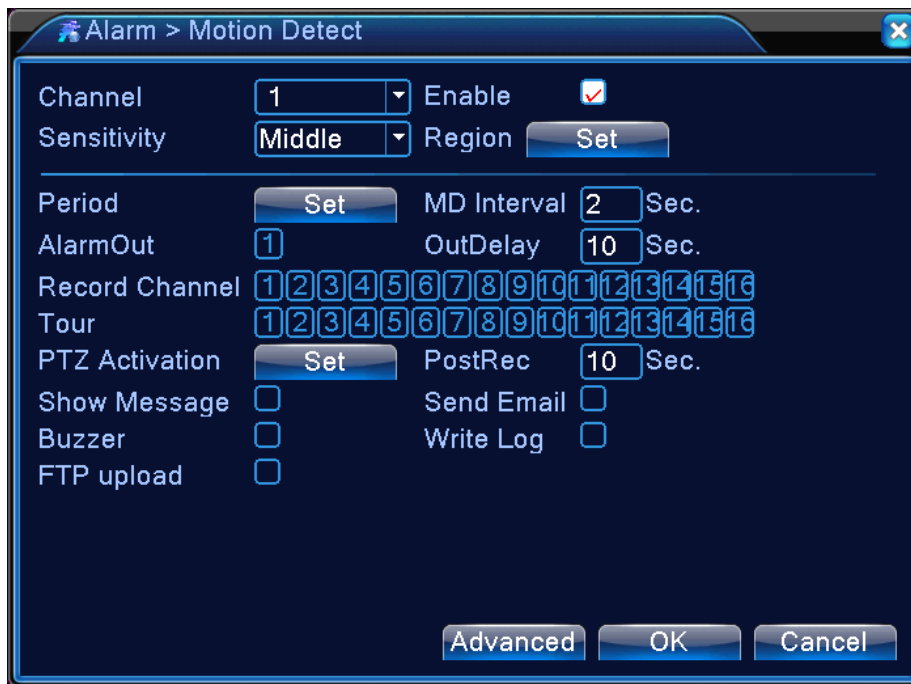 Alarm > Motion Detect
Channel 1 Enable
Sensitivity Middle Region Set
Period Set MD Interval 2 Sec.
AlarmOut 1 OutDelay 10 Sec.
Record Channel 1 2 3 4 5 6 7 8 9 10 11 12 13 14 15 16
Tour 1 2 3 4 5 6 7 8 9 10 11 12 13 14 15 16
PTZ Activation Set PostRec 10 Sec.
Show Message Send Email
Buzzer Write Log
FTP upload
Advanced OK Cancel